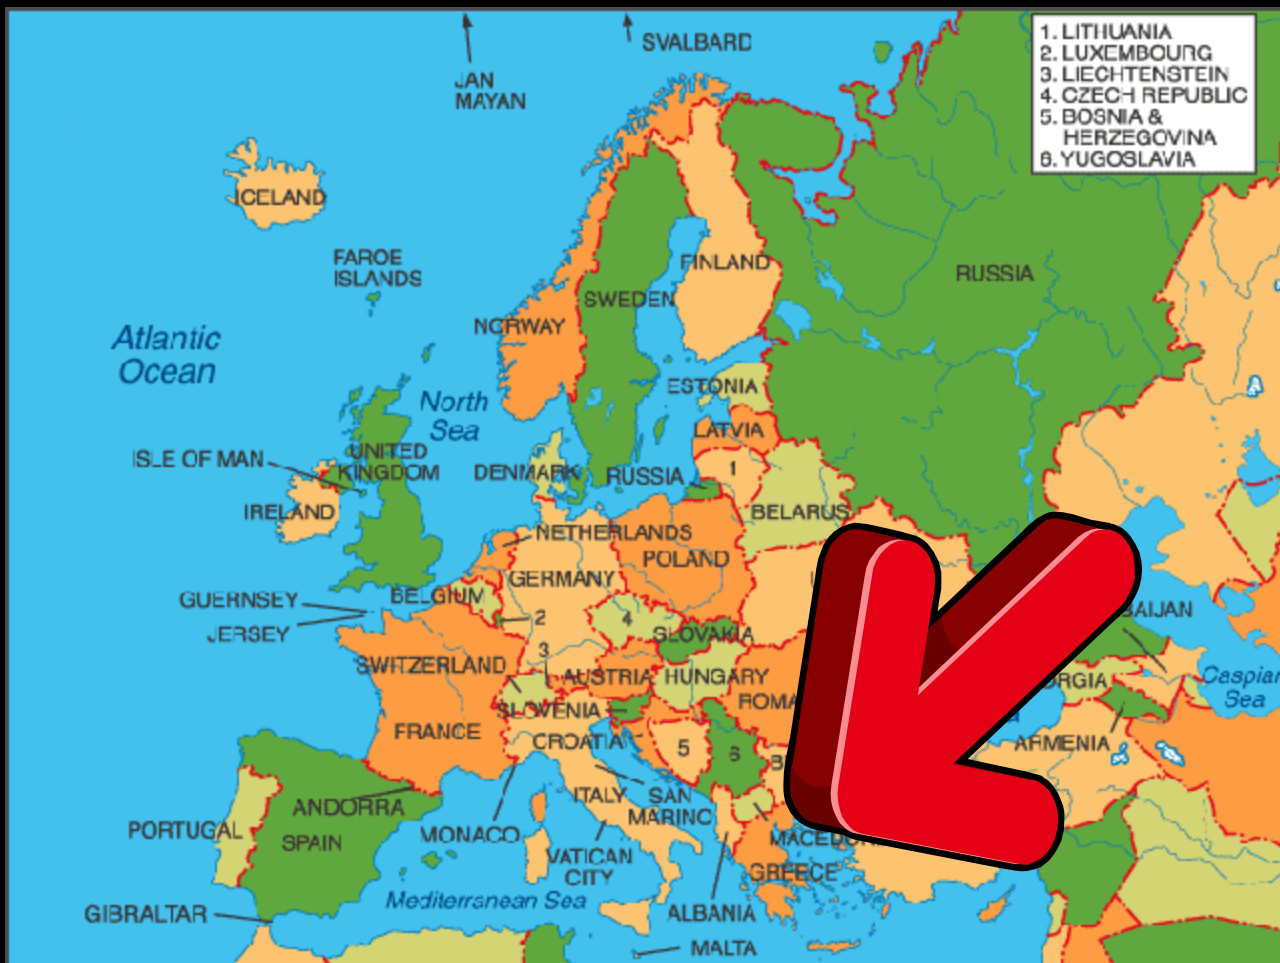 SVALBARD
JAN
MAYAN
1. LITHUANIA
2. LUXEMBOURG
3. LIECHTENSTEIN
4. CZECH REPUBLIC
5. BOSNIA &
HERZEGOVINA
6. YUGOSLAVIA
ICELAND
FAROE
ISLANDS
FINLAND
RUSSIA
SWEDEN
NORWAY
Atlantic
Ocean
ESTONIA
North
Sea
LATVIA
ISLE OF MAN
UNITED
KINGDOM
DENMARK
RUSSIA
1
IRELAND
BELARUS
NETHERLANDS
POLAND
GERMANY
BELGIUM
GUERNSEY
JERSEY
2
4
SLOVAKIA
BAIJAN
3
SWITZERLAND
AUSTRIA
HUNGARY
RGIA
Caspian
Sea
ROMA
SLOVENIA
FRANCE
CROATIA
5
6
B
a
ARMENIA
ANDORRA
ITALY
SAN
MARINO
PORTUGAL
SPAIN
MONACO
MACEDON
VATICAN
CITY
GREECE
Mediterranean Sea
GIBRALTAR
ALBANIA
MALTA